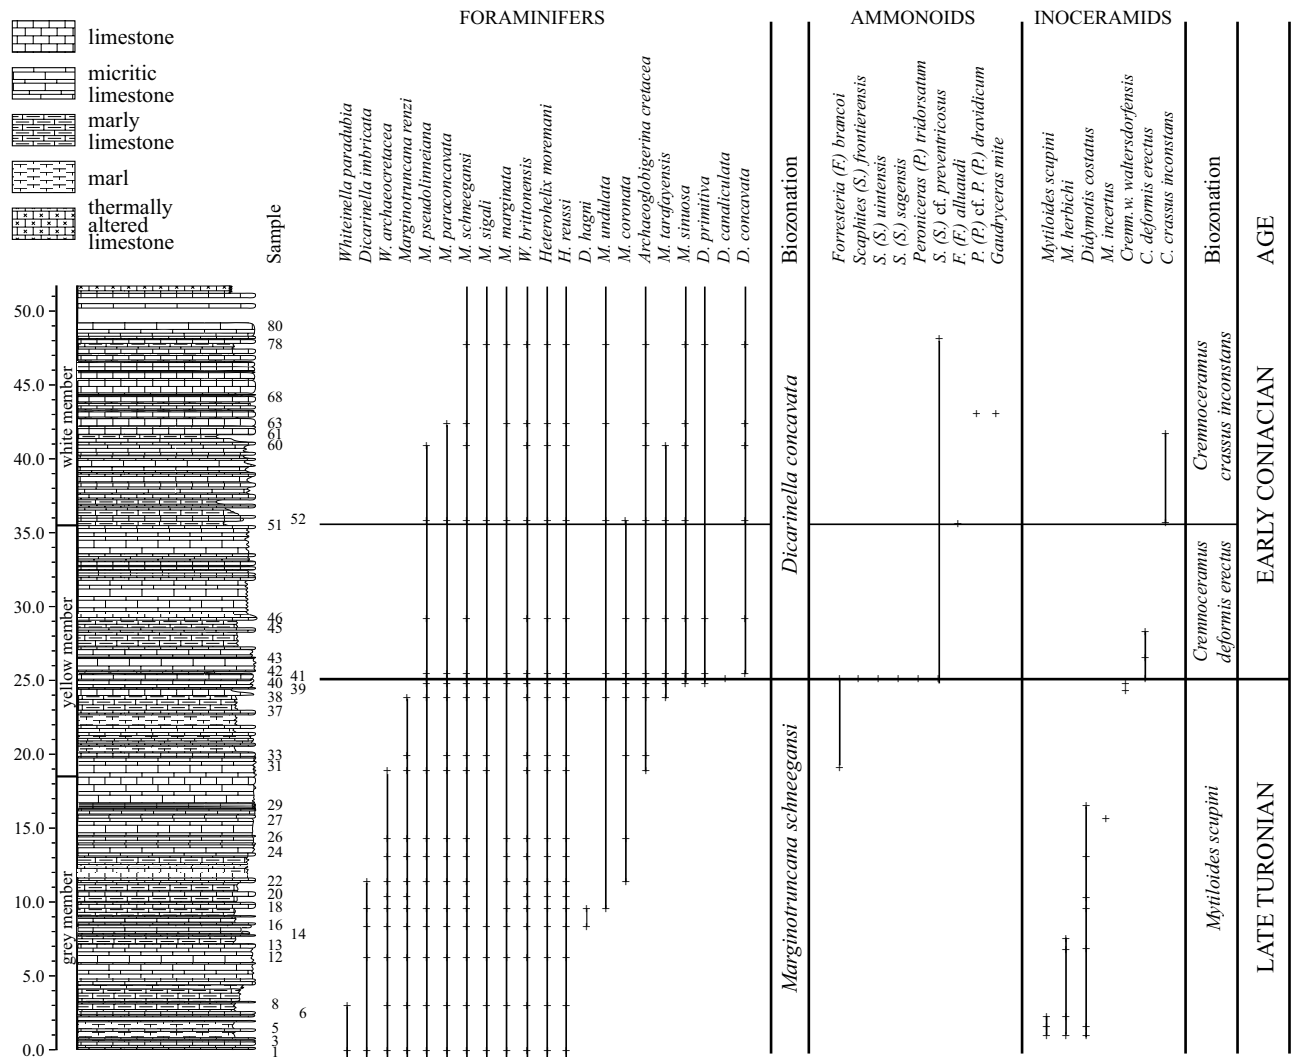 FORAMINIFERS
AMMONOIDS
INOCERAMIDS
limestone
micritic
limestone
marly
limestone
marl
thermally
altered
limestone
Sample
Whiteinella paradubia
Dicarinella imbricata
W. archaeocretacea
Marginotruncana renzi
M. pseudolinneiana
M. paraconcavata
M. schneegansi
M. sigali
M. marginata
W. brittonensis
Heterohelix moremani
H. reussi
D. hagni
M. undulata
M. coronata
Archaeoglobigerina cretacea
M. tarafayensis
M. sinuosa
D. primitiva
D. canaliculata
D. concavata
Biozonation
Forresteria (F.) brancoi
Scaphites (S.) frontierensis
S. (S.) uintensis
S. (S.) sagensis
Peroniceras (P.) tridorsatum
S. (S.) cf. preventricosus
F. (F.) alluaudi
P. (P.) cf. P. (P.) dravidicum
Gaudryceras mite
Mytiloides scupini
M. herbichi
Didymotis costatus
M. incertus
Crem. w. waltersdorfensis
C. deformis erectus
C. crassus inconstans
Biozonation
AGE
50.0
45.0
40.0
35.0
30.0
25.0
20.0
15.0
10.0
5.0
0.0
white member
yellow member
grey member
80
78
68
63
61
60
52
51
46
45
43
42
41
40
39
38
37
33
31
29
27
26
24
22
20
18
16
14
13
12
8
6
5
3
1
Dicarinella concavata
Marginotruncana schneegansi
Cremnoceramus
crassus inconstans
Cremnoceramus
deformis erectus
Mytiloides scupini
EARLY CONIACIAN
LATE TURONIAN